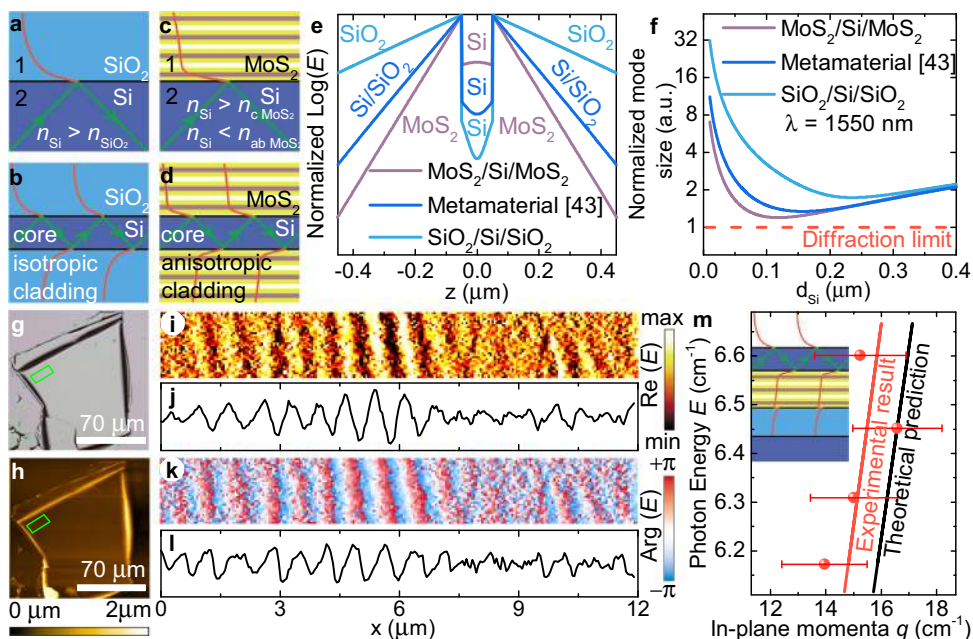 a
1
SiO2
2
Si
nSi > nSiO2
c
1
MoS2
2
Si
nSi > nc MoS2
nSi < nab MoS2
b
SiO2
core
Si
isotropic
cladding
d
MoS2
core
Si
anisotropic
cladding
e
Normalized Log(E)
SiO2
Si
SiO2
Si/SiO2
Si
Si/SiO2
MoS2
Si
MoS2
MoS2/Si/MoS2
Metamaterial [43]
SiO2/Si/SiO2
-0.4 -0.2 0.0 0.2 0.4
z (μm)
f
Normalized mode
size (a.u.)
32
16
8
4
2
1
MoS2/Si/MoS2
Metamaterial [43]
SiO2/Si/SiO2
λ = 1550 nm
Diffraction limit
0.0 0.1 0.2 0.3 0.4
dSi (μm)
g
70 μm
h
70 μm
0 μm 2μm
i
max
Re (E)
min
j
k
+π
Arg (E)
−π
l
0 3 6 9 12
x (μm)
m
Photon Energy E (cm-1)
6.6
6.5
6.4
6.3
6.2
Experimental result
Theoretical prediction
12 14 16 18
In-plane momenta q (cm-1)